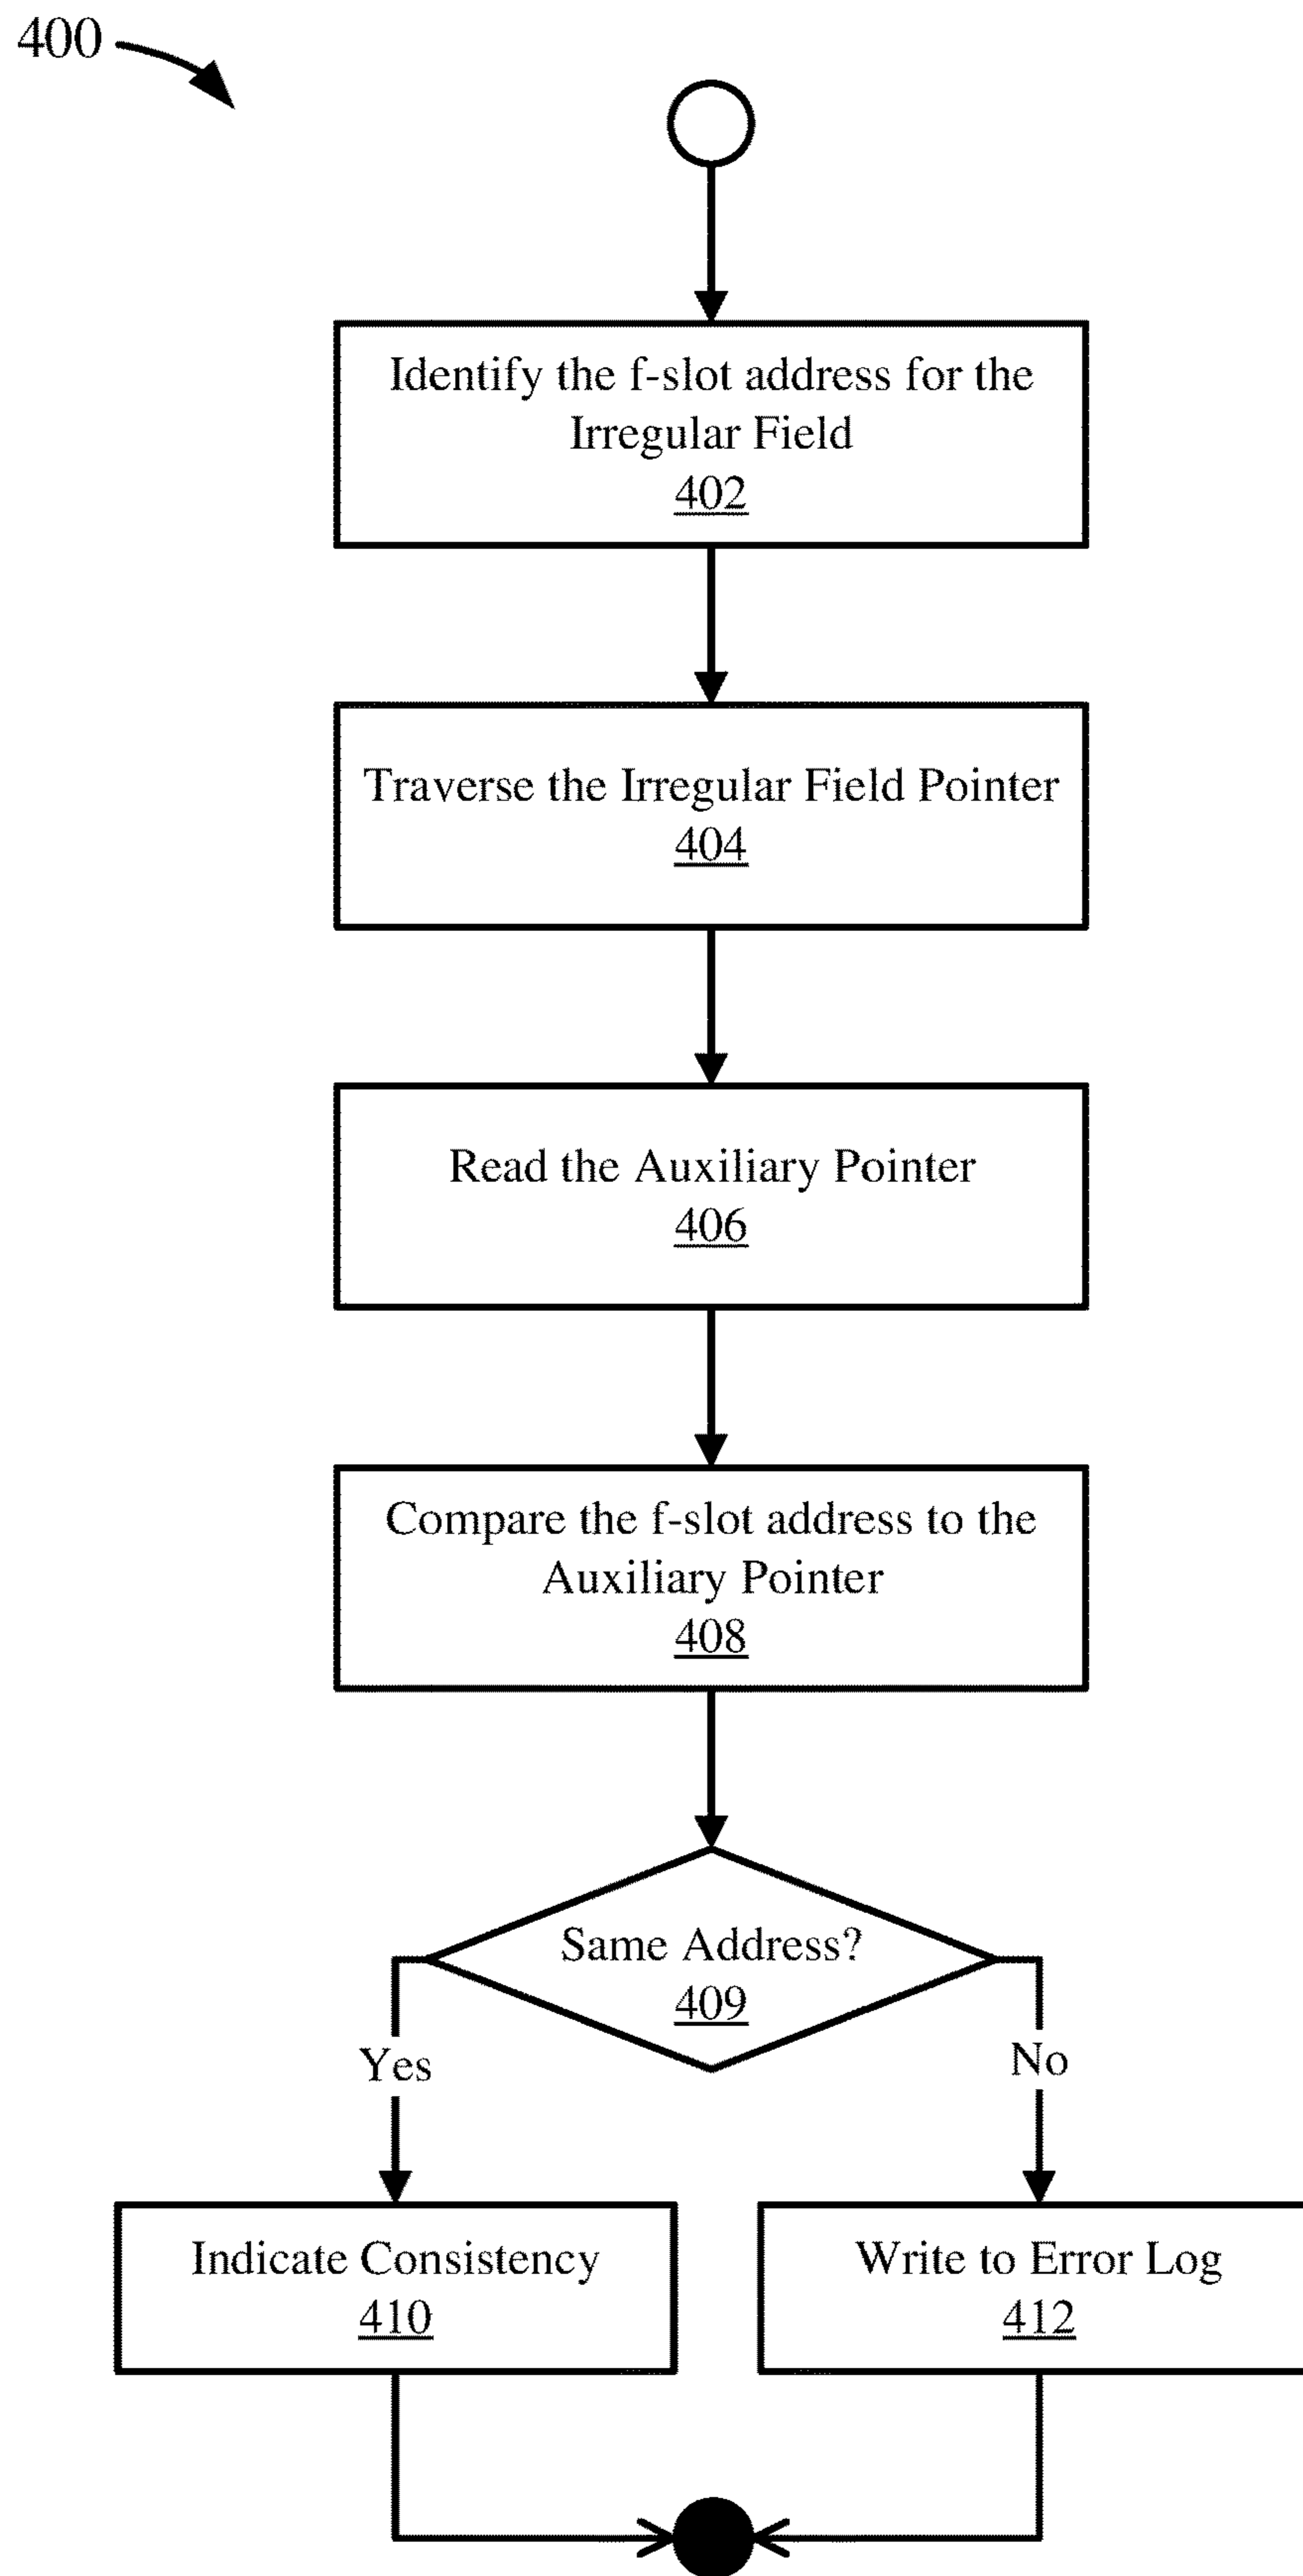 400
Identify the f-slot address for the
Irregular Field
402
Traverse the Irregular Field Pointer
404
Read the Auxiliary Pointer
406
Compare the f-slot address to the
Auxiliary Pointer
408
Same Address?
409
Yes
No
Indicate Consistency
410
Write to Error Log
412